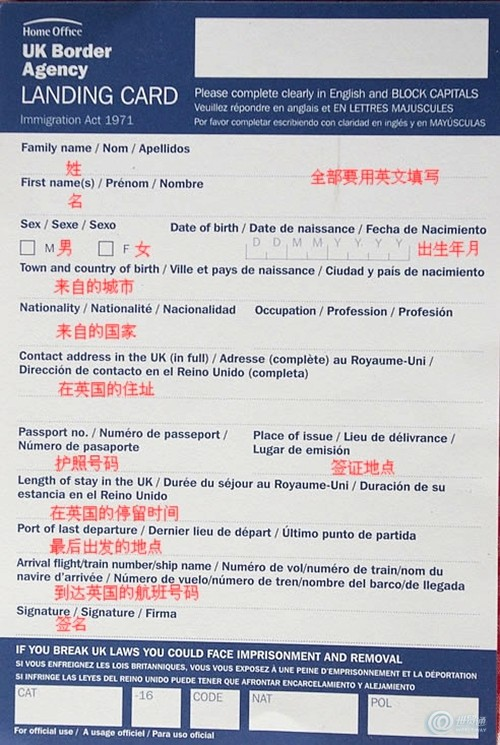 Home Office
UK Border
Agency
LANDING CARD
Immigration Act 1971
Please complete clearly in English and BLOCK CAPITALS
Veuillez répondre en anglais et EN LETTRES MAJUSCULES
Por favor completar escribiendo con claridad en inglés y en MAYÚSCULAS
Family name / Nom / Apellidos
姓
全部要用英文填写
First name(s) / Prénom / Nombre
名
Sex / Sexe / Sexo
Date of birth / Date de naissance / Fecha de Nacimiento
M 男 F 女
D D M M Y Y Y Y 出生年月
Town and country of birth / Ville et pays de naissance / Ciudad y país de nacimiento
来自的城市
Nationality / Nationalité / Nacionalidad
Occupation / Profession / Profesión
来自的国家
Contact address in the UK (in full) / Adresse (complète) au Royaume-Uni /
Dirección de contacto en el Reino Unido (completa)
在英国的住址
Passport no. / Numéro de passeport /
Número de pasaporte
护照号码
Place of issue / Lieu de délivrance /
Lugar de emisión
签证地点
Length of stay in the UK / Durée du séjour au Royaume-Uni / Duración de su
estancia en el Reino Unido
在英国的停留时间
Port of last departure / Dernier lieu de départ / Último punto de partida
最后出发的地点
Arrival flight/train number/ship name / Numéro de vol/numéro de train/nom du
navire d'arrivée / Número de vuelo/número de tren/nombre del barco/de llegada
到达英国的航班号码
Signature / Signature / Firma
签名
IF YOU BREAK UK LAWS YOU COULD FACE IMPRISONMENT AND REMOVAL
SI VOUS ENFREIGNEZ LES LOIS BRITANNIQUES, VOUS VOUS EXPOSEZ À UNE PEINE D'EMPRISONNEMENT ET À LA DÉPORTATION
SI INFRINGE LAS LEYES DEL REINO UNIDO PUEDE TENER QUE AFRONTAR ENCARCELAMIENTO Y ALEJAMIENTO
CAT
-16
CODE
NAT
POL
For official use / A usage officiel / Para uso oficial